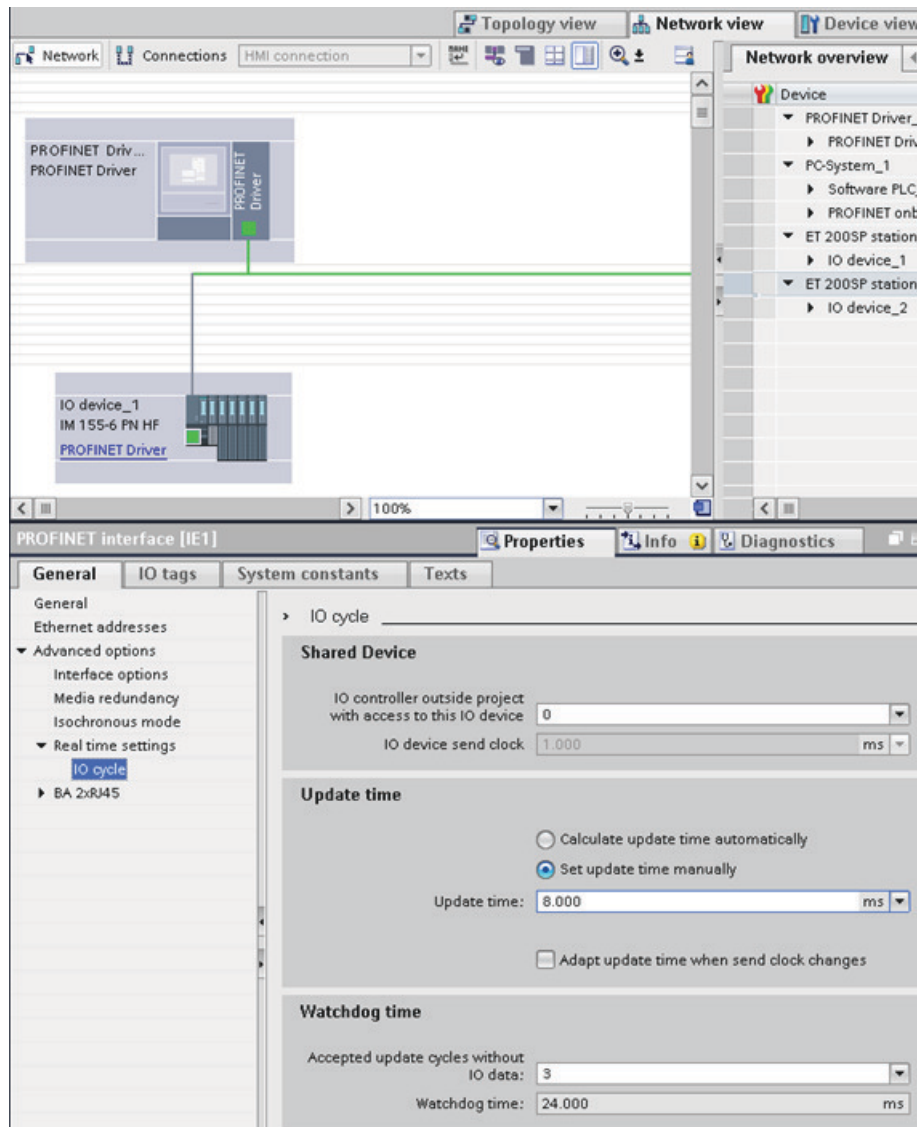 Topology view
Network view
Device view
Network
Connections
HMI connection
Network overview
Device
PROFINET Driver_
PROFINET Driv
PC-System_1
Software PLC_
PROFINET onb
ET 200SP station
IO device_1
ET 200SP station
IO device_2
PROFINET Driv...
PROFINET Driver
PROFINET
Driver
IO device_1
IM 155-6 PN HF
PROFINET Driver
100%
PROFINET interface [IE1]
Properties
Info
Diagnostics
General
IO tags
System constants
Texts
General
Ethernet addresses
Advanced options
Interface options
Media redundancy
Isochronous mode
Real time settings
IO cycle
BA 2xRJ45
IO cycle
Shared Device
IO controller outside project
with access to this IO device 0
IO device send clock 1.000 ms
Update time
Calculate update time automatically
Set update time manually
Update time: 8.000 ms
Adapt update time when send clock changes
Watchdog time
Accepted update cycles without
IO data: 3
Watchdog time: 24.000 ms